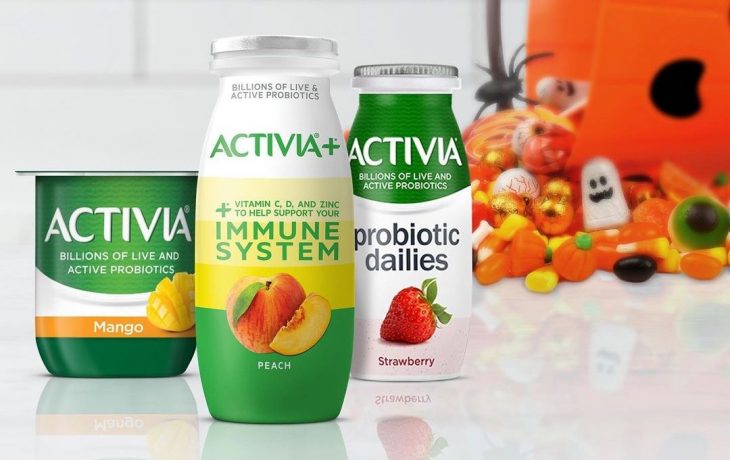 ACTIVIA
BILLIONS OF LIVE AND
ACTIVE PROBIOTICS
Mango
BILLIONS OF LIVE &
ACTIVE PROBIOTICS
ACTIVIA+
+ VITAMIN C, D, AND ZINC
TO HELP SUPPORT YOUR
IMMUNE
SYSTEM
PEACH
ACTIVIA
BILLIONS OF LIVE AND
ACTIVE PROBIOTICS
probiotic
dailies
Strawberry